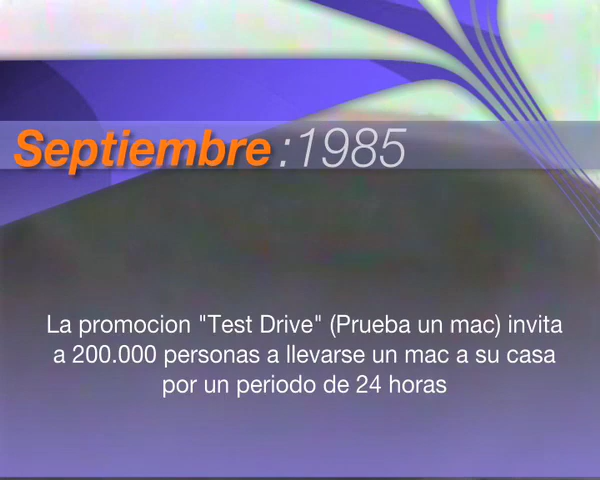 Septiembre :1985
La promocion "Test Drive" (Prueba un mac) invita
a 200.000 personas a llevarse un mac a su casa
por un periodo de 24 horas